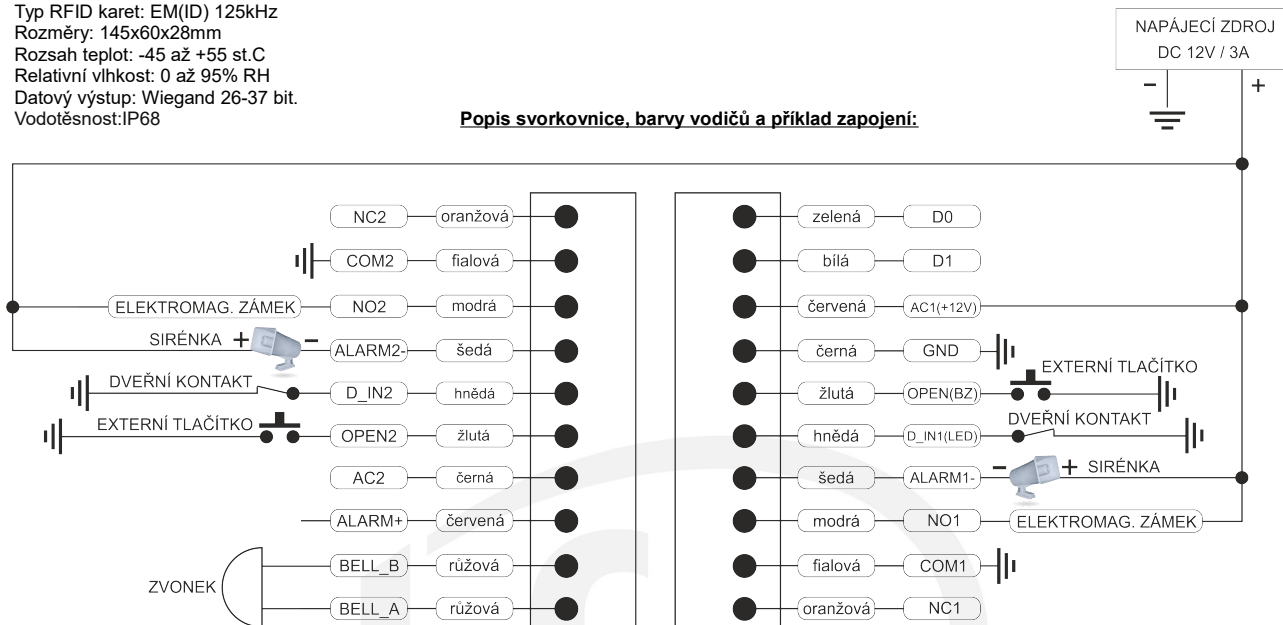 Typ RFID karet: EM(ID) 125kHz
Rozměry: 145x60x28mm
Rozsah teplot: -45 až +55 st.C
Relativní vlhkost: 0 až 95% RH
Datový výstup: Wiegand 26-37 bit.
Vodotěsnost:IP68
NAPÁJECÍ ZDROJ
DC 12V / 3A
- +
Popis svorkovnice, barvy vodičů a příklad zapojení:
NC2 oranžová
COM2 fialová
ELEKTROMAG. ZÁMEK NO2 modrá
SIRÉNKA + - ALARM2- šedá
DVEŘNÍ KONTAKT D_IN2 hnědá
EXTERNÍ TLAČÍTKO OPEN2 žlutá
AC2 černá
ALARM+ červená
ZVONEK
BELL_B růžová
BELL_A růžová
zelená D0
bílá D1
červená AC1(+12V)
černá GND
EXTERNÍ TLAČÍTKO
žlutá OPEN(BZ)
DVEŘNÍ KONTAKT
hnědá D_IN1(LED)
šedá ALARM1- - + SIRÉNKA
modrá NO1 ELEKTROMAG. ZÁMEK
fialová COM1
oranžová NC1